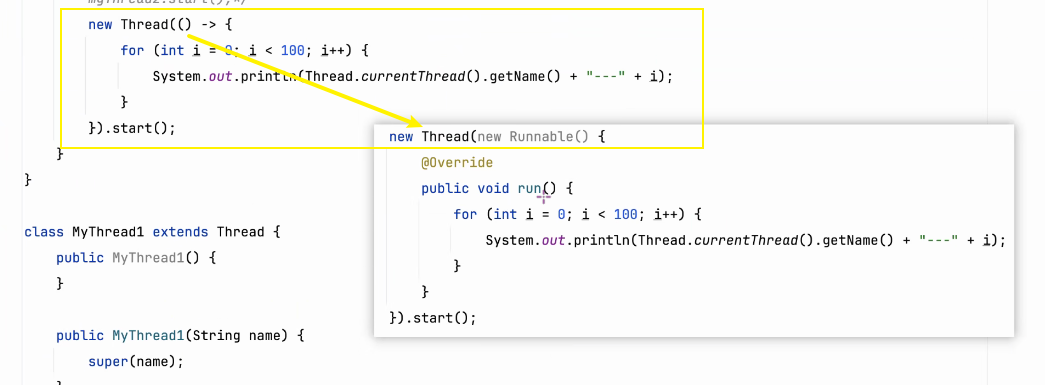 myThread2.start();*/
new Thread(() -> {
for (int i = 0; i < 100; i++) {
System.out.println(Thread.currentThread().getName() + "---" + i);
}
}).start();
}
}
class MyThread1 extends Thread {
public MyThread1() {
}
public MyThread1(String name) {
super(name);
}
new Thread(new Runnable() {
@Override
public void run() {
for (int i = 0; i < 100; i++) {
System.out.println(Thread.currentThread().getName() + "---" + i);
}
}
}).start();